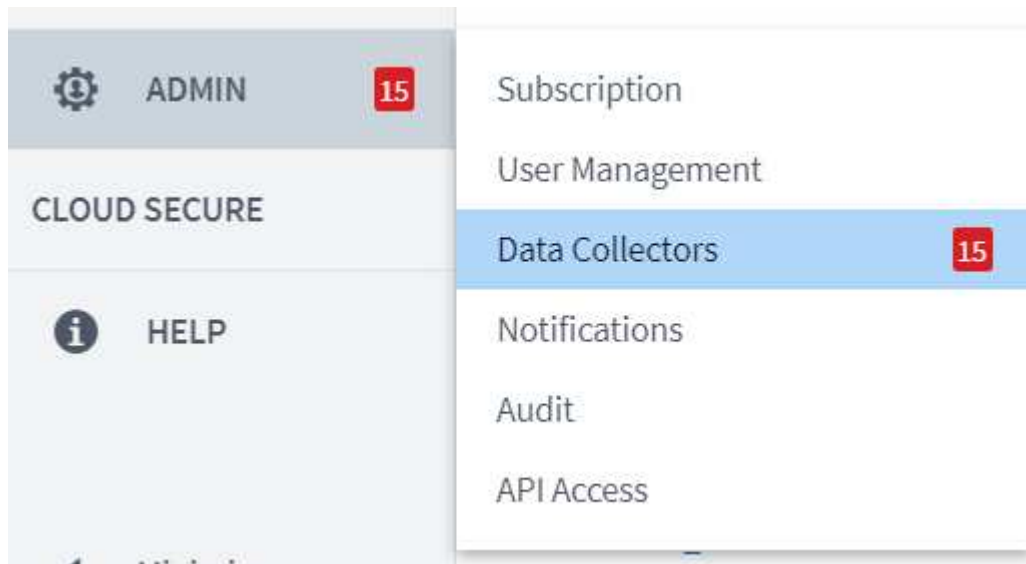 ADMIN 15
CLOUD SECURE
HELP
Subscription
User Management
Data Collectors 15
Notifications
Audit
API Access